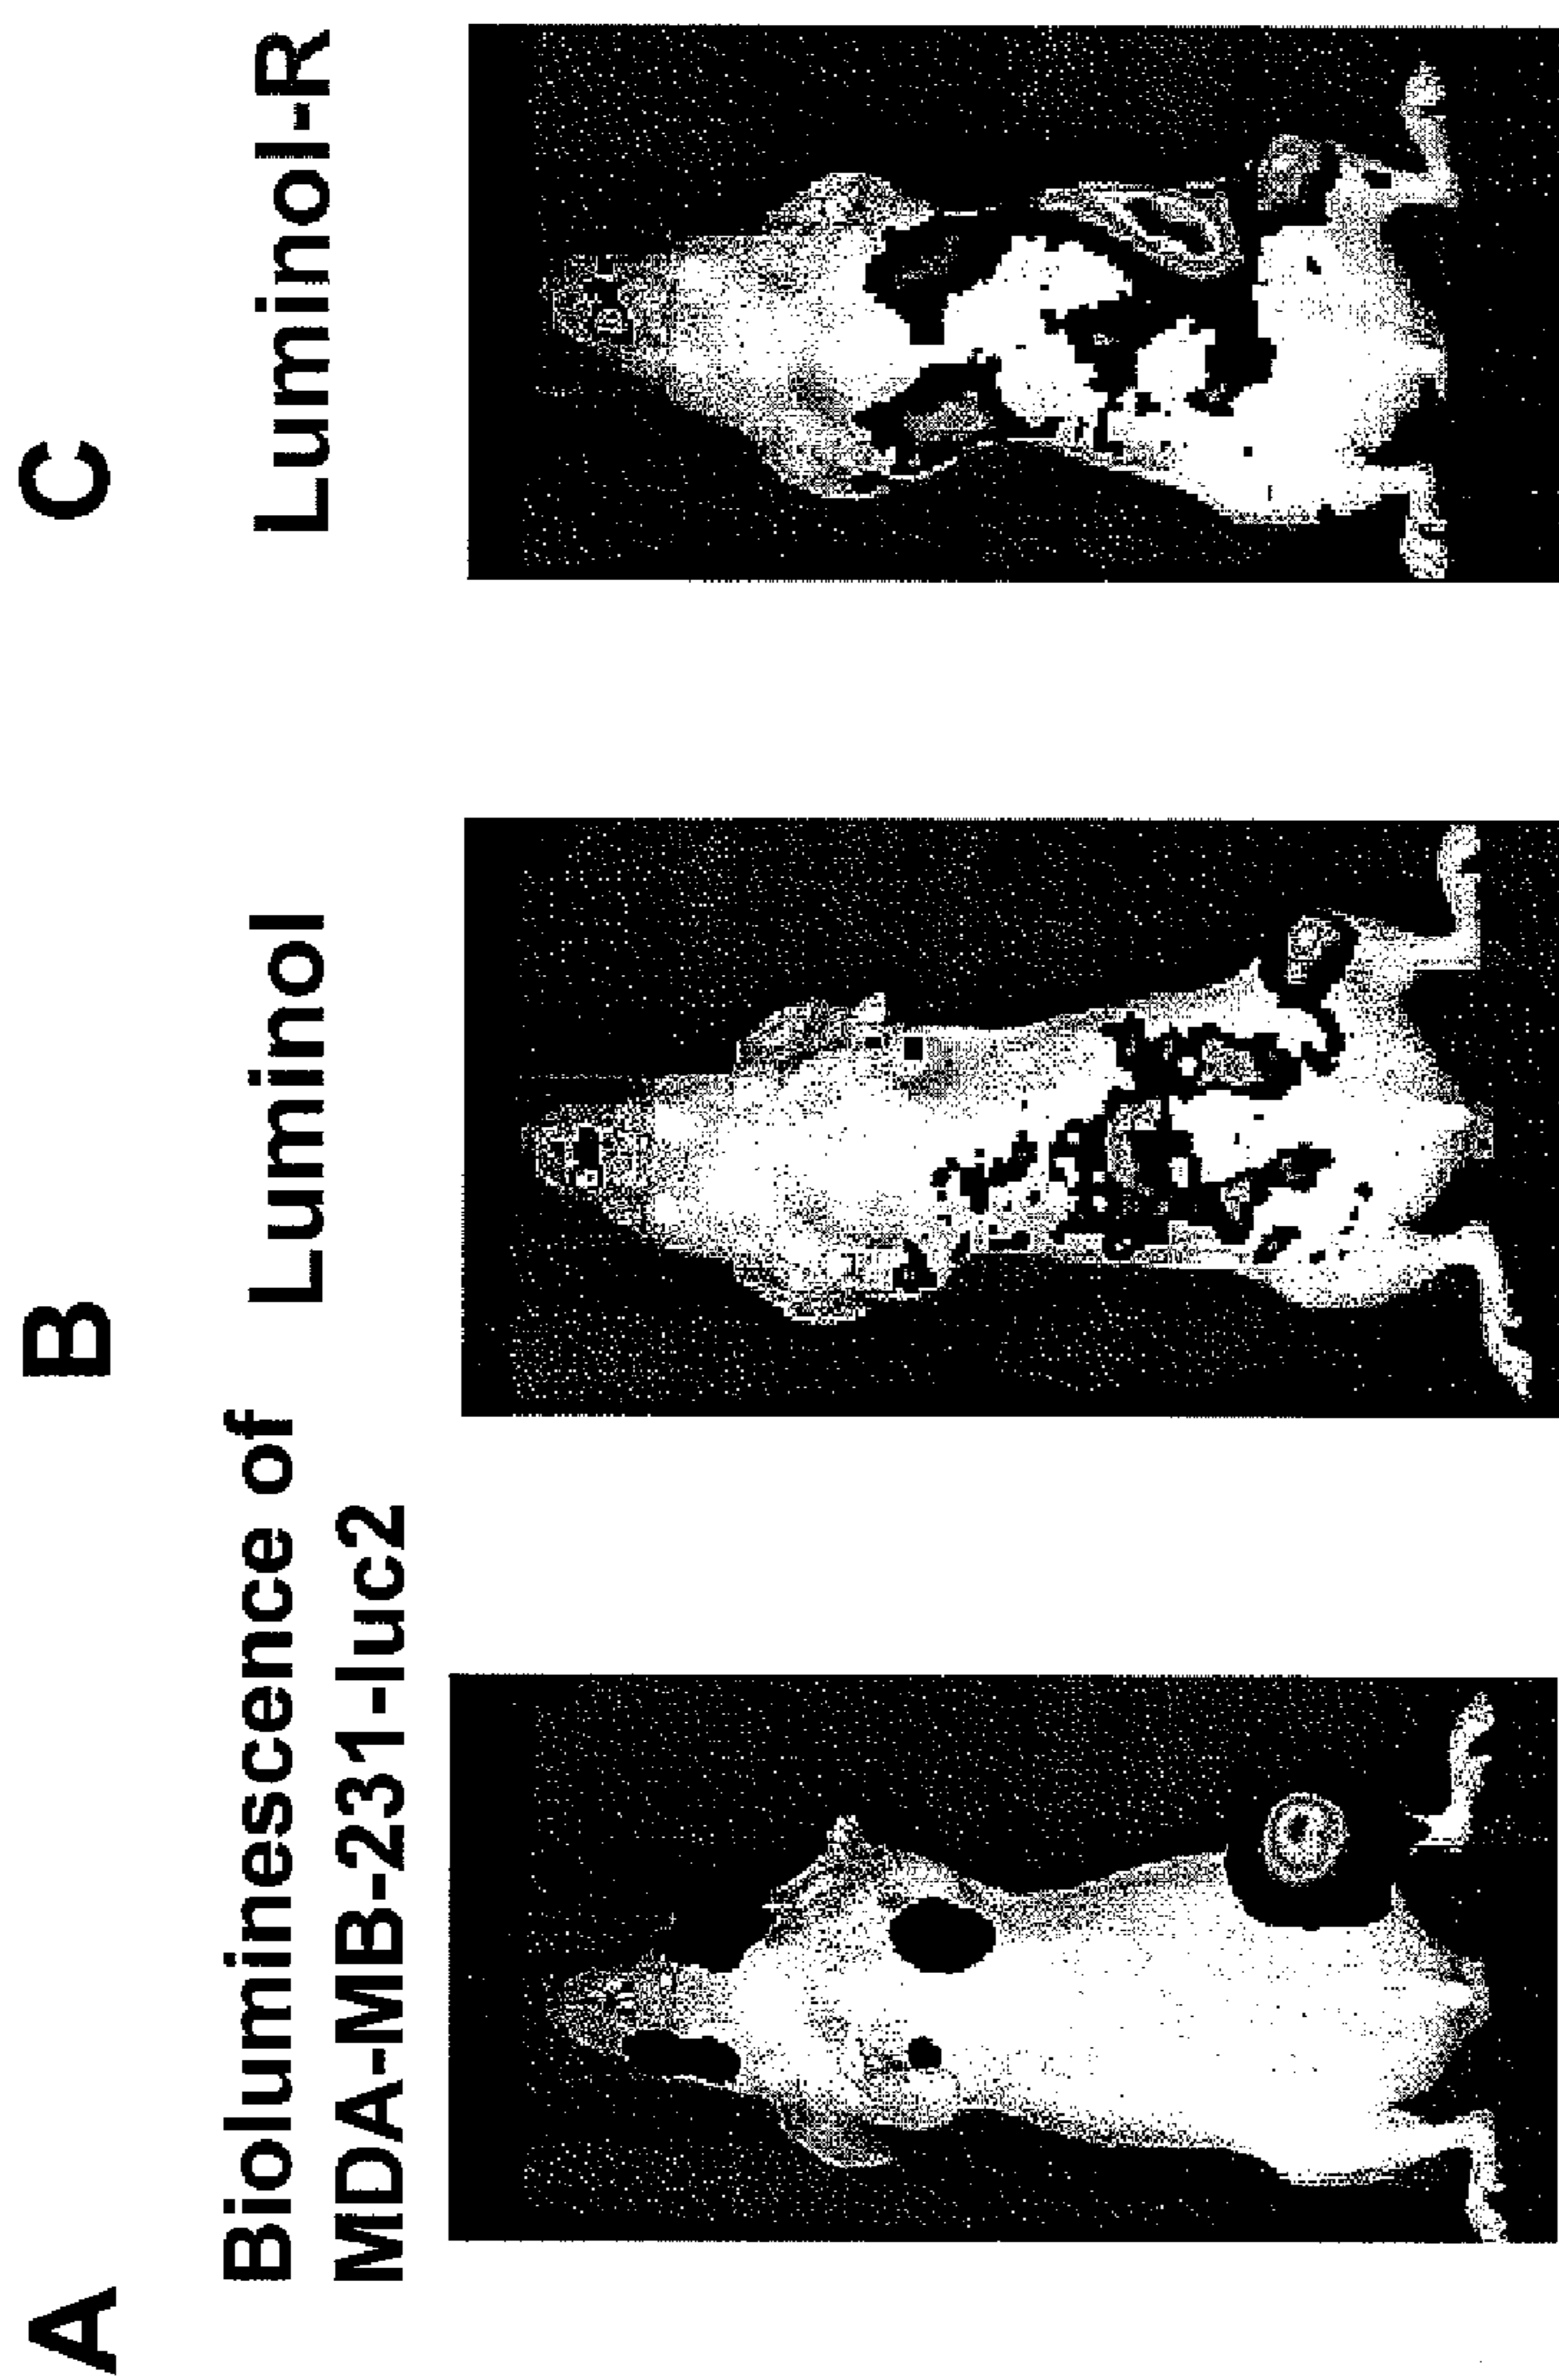 A
Bioluminescence of
MDA-MB-231-luc2
B
Luminol
C
Luminol-R